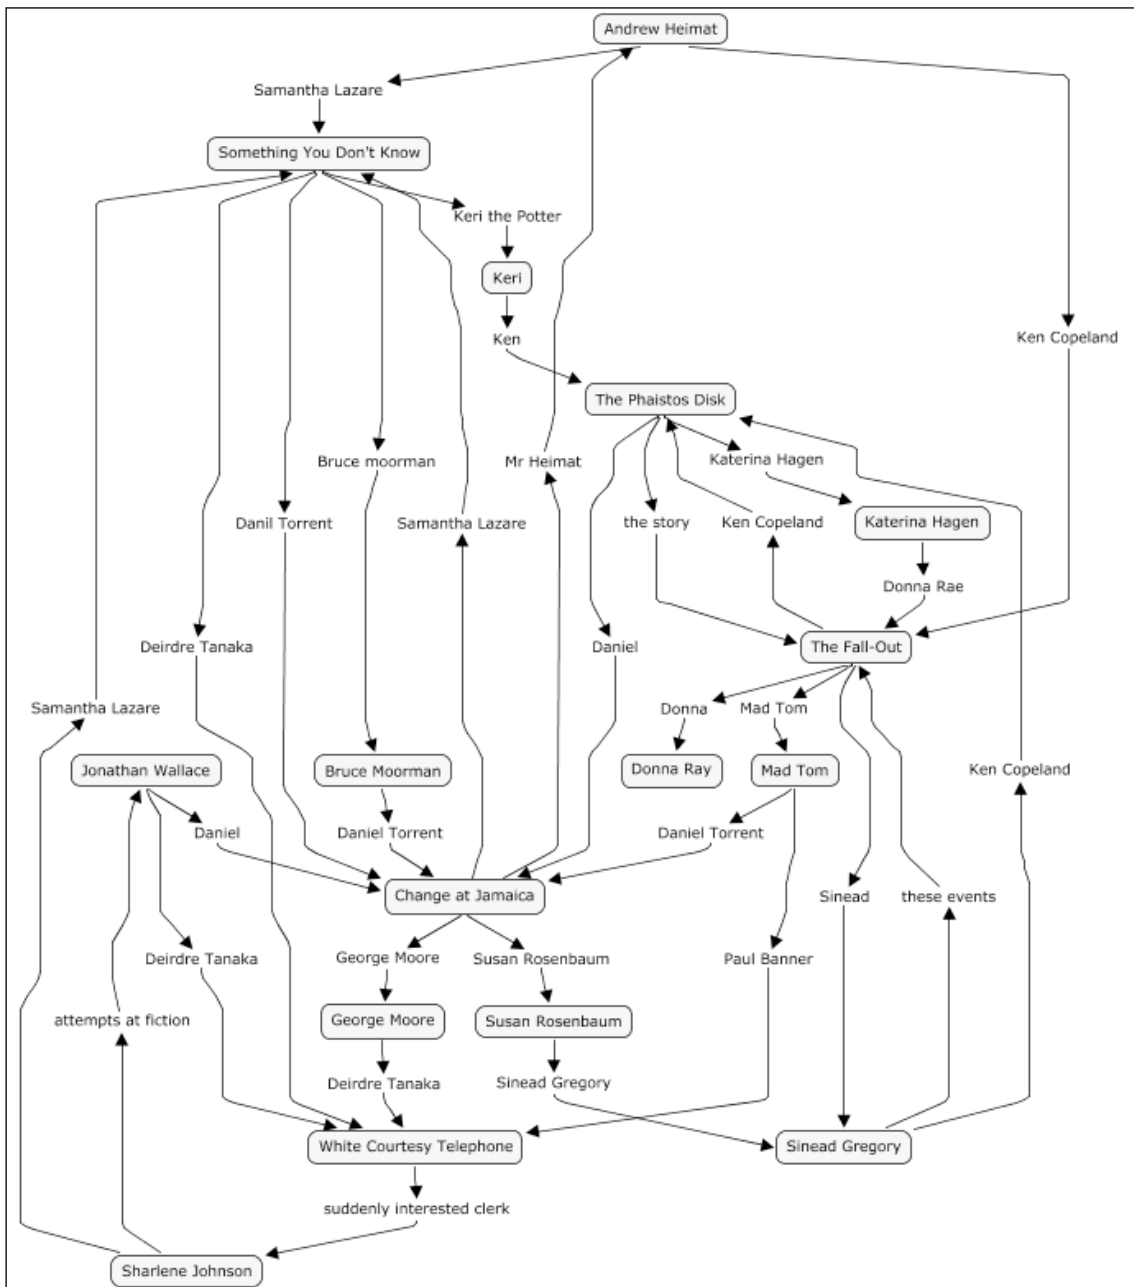 Andrew Heimat
Samantha Lazare
Something You Don't Know
Keri the Potter
Keri
Ken
Ken Copeland
The Phaistos Disk
Bruce moorman
Mr Heimat
Katerina Hagen
Danil Torrent
Samantha Lazare
the story
Ken Copeland
Katerina Hagen
Donna Rae
Deirdre Tanaka
Daniel
The Fall-Out
Samantha Lazare
Donna
Mad Tom
Jonathan Wallace
Bruce Moorman
Donna Ray
Mad Tom
Ken Copeland
Daniel
Daniel Torrent
Daniel Torrent
Change at Jamaica
Sinead
these events
Deirdre Tanaka
George Moore
Susan Rosenbaum
Paul Banner
attempts at fiction
George Moore
Susan Rosenbaum
Deirdre Tanaka
Sinead Gregory
White Courtesy Telephone
Sinead Gregory
suddenly interested clerk
Sharlene Johnson